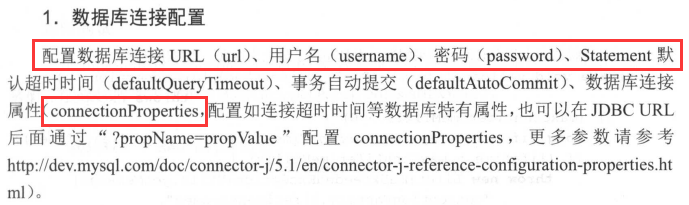 1. 数据库连接配置
配置数据库连接 URL（url）、用户名（username）、密码（password）、Statement 默
认超时时间（defaultQueryTimeout）、事务自动提交（defaultAutoCommit）、数据库连接
属性（connectionProperties，配置如连接超时时间等数据库特有属性，也可以在 JDBC URL
后面通过“?propName=propValue”配置 connectionProperties，更多参数请参考
http://dev.mysql.com/doc/connector-j/5.1/en/connector-j-reference-configuration-properties.ht
ml）。